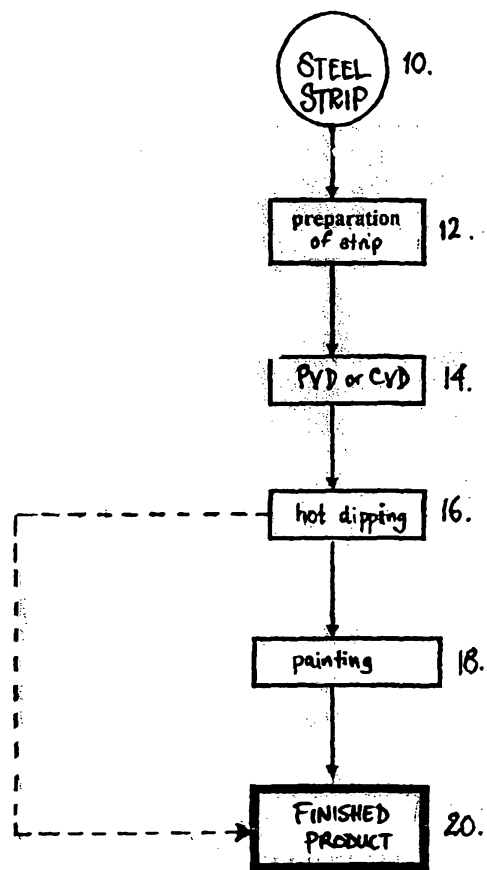 STEEL
STRIP
10.
preparation
of strip
12.
PVD or CVD
14.
hot dipping
16.
painting
18.
FINISHED
PRODUCT
20.